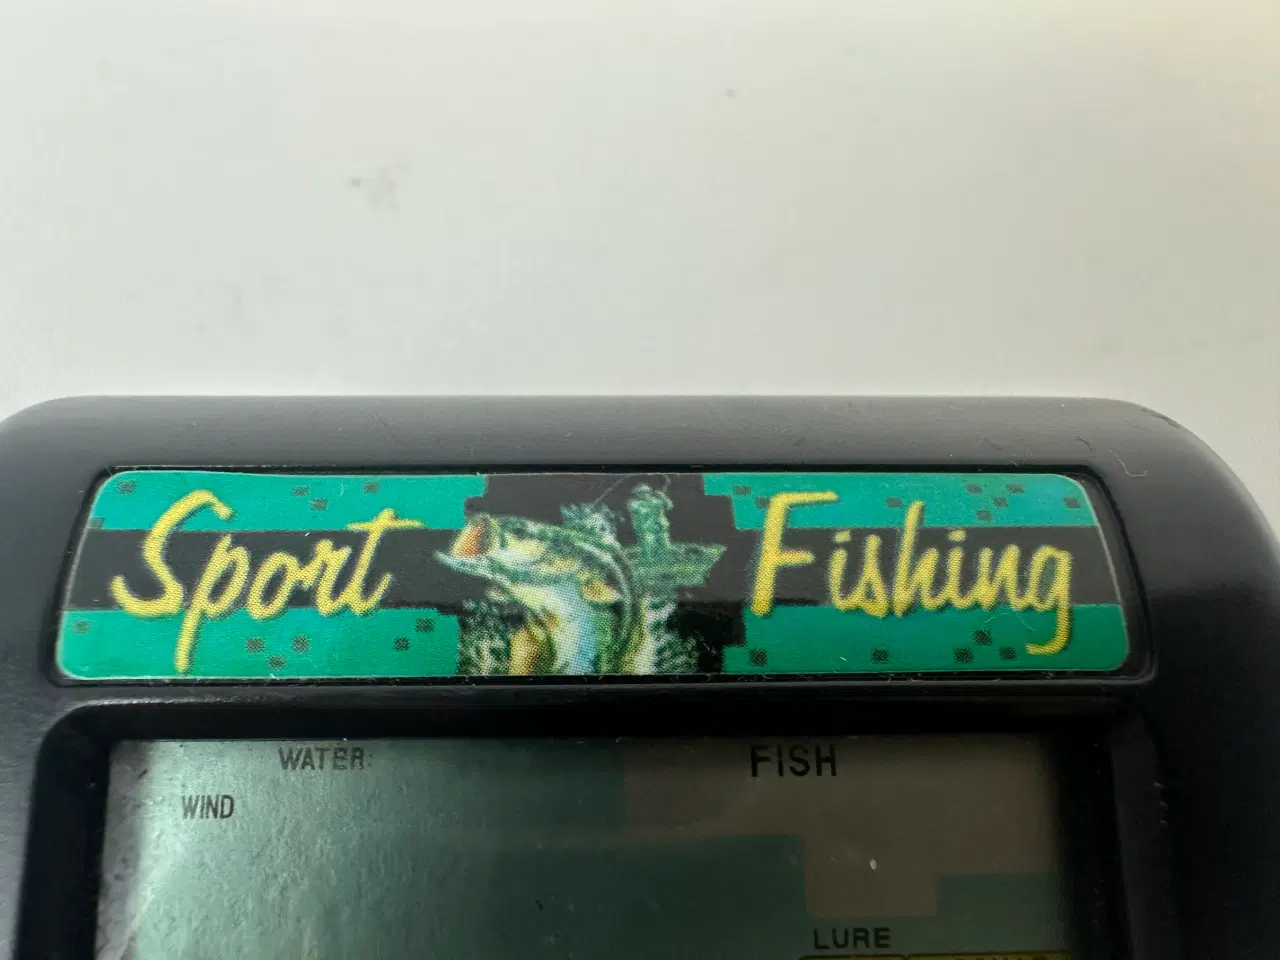 Sport Fishing
WATER:
FISH
WIND
LURE